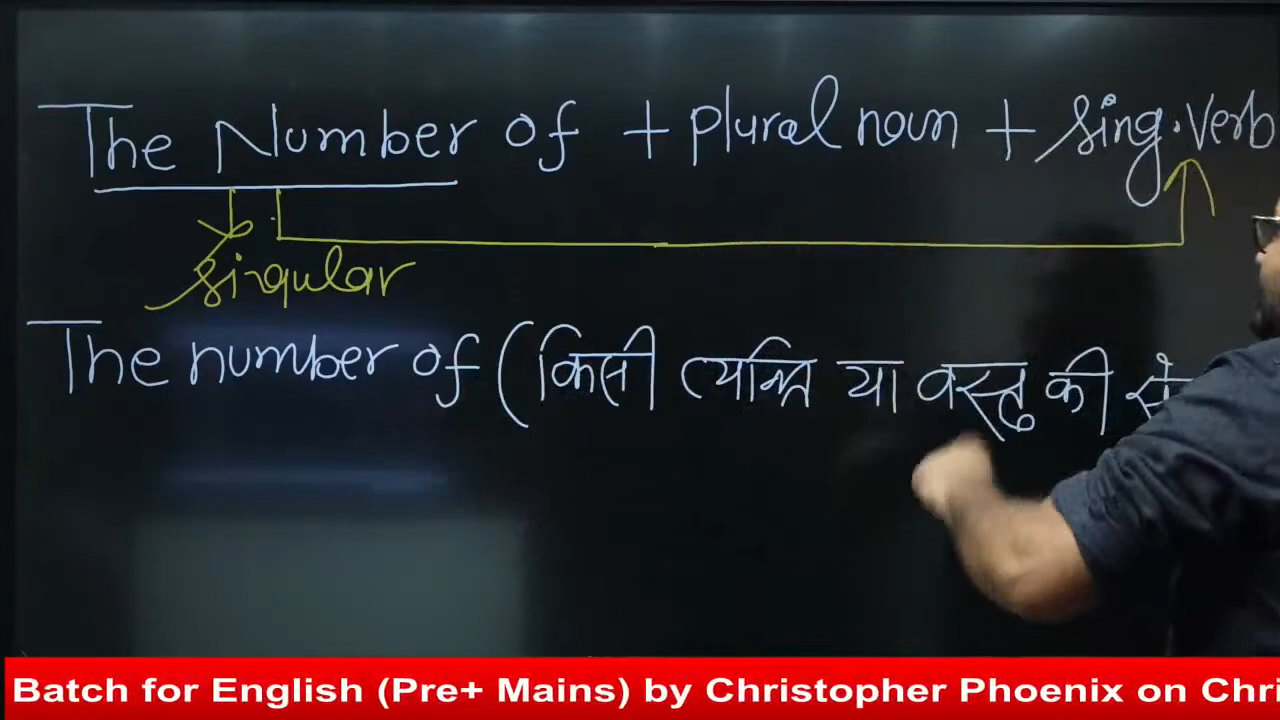 The Number of + plural noun + sing. verb
singular
The number of (किसी व्यक्ति या वस्तु की
Batch for English (Pre+ Mains) by Christopher Phoenix on Chri